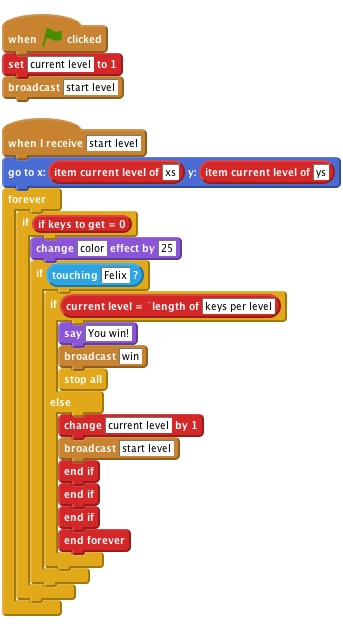 when clicked
set current level to 1
broadcast start level
when I receive start level
go to x: item current level of xs y: item current level of ys
forever
if if keys to get = 0
change color effect by 25
if touching Felix ?
if current level = `length of keys per level
say You win!
broadcast win
stop all
else
change current level by 1
broadcast start level
end if
end if
end if
end forever